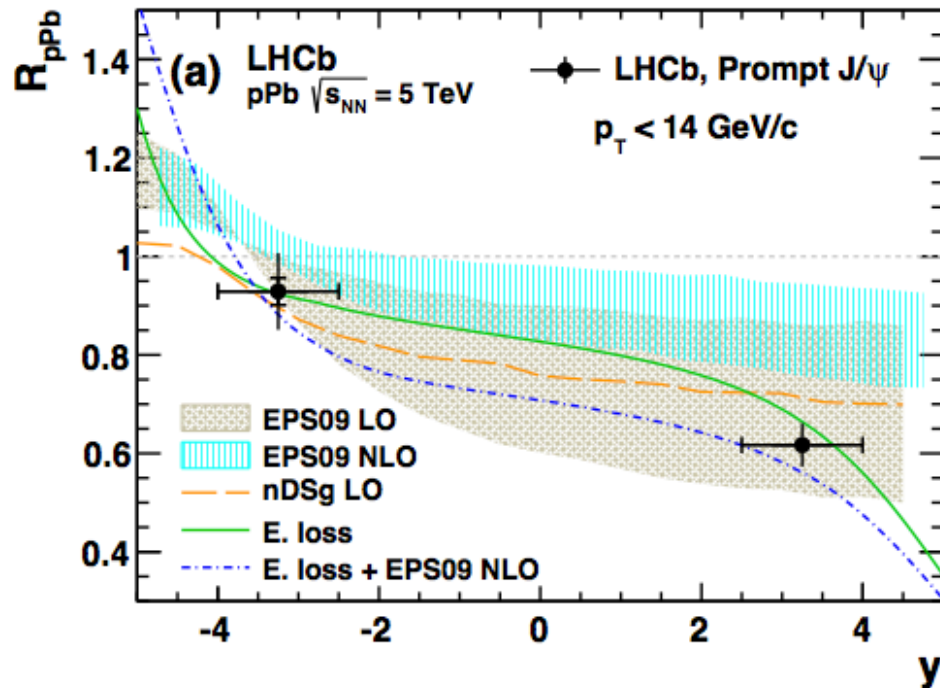 R_pPb
1.4
1.2
1
0.8
0.6
0.4
(a)
LHCb
pPb √s_NN = 5 TeV
LHCb, Prompt J/ψ
p_T < 14 GeV/c
EPS09 LO
EPS09 NLO
nDSg LO
E. loss
E. loss + EPS09 NLO
-4 -2 0 2 4
y